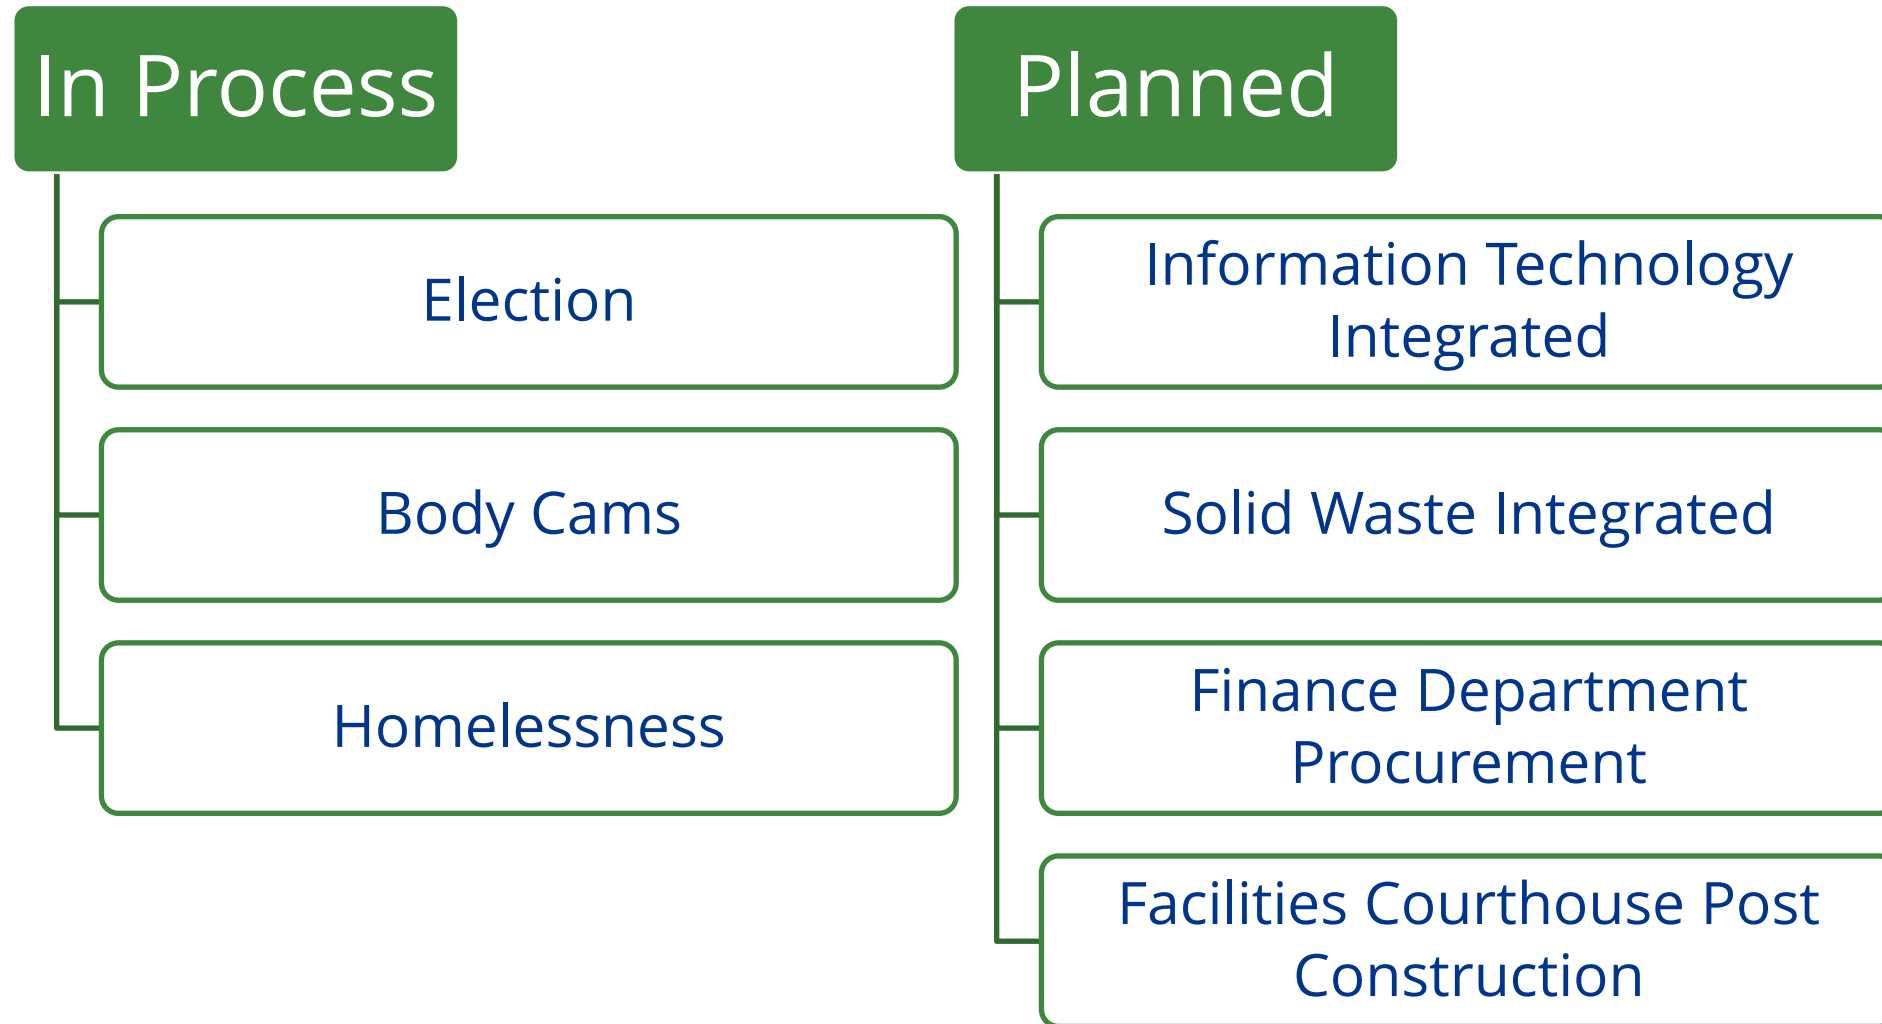 In Process
Election
Body Cams
Homelessness
Planned
Information Technology
Integrated
Solid Waste Integrated
Finance Department
Procurement
Facilities Courthouse Post
Construction